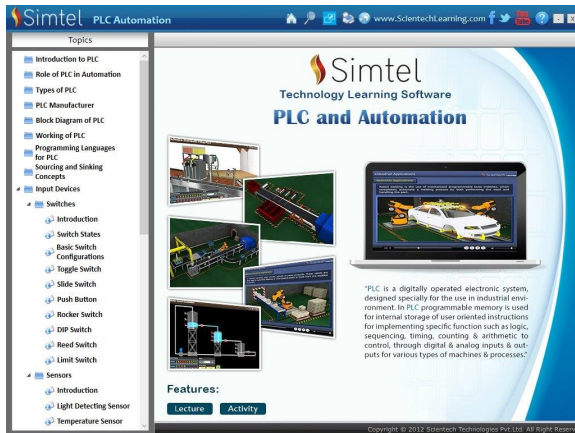 Simtel PLC Automation
www.ScientechLearning.com
Topics
Introduction to PLC
Role of PLC in Automation
Types of PLC
PLC Manufacturer
Block Diagram of PLC
Working of PLC
Programming Languages
for PLC
Sourcing and Sinking
Concepts
Input Devices
Switches
Introduction
Switch States
Basic Switch
Configurations
Toggle Switch
Slide Switch
Push Button
Rocker Switch
DIP Switch
Reed Switch
Limit Switch
Sensors
Introduction
Light Detecting Sensor
Temperature Sensor
Simtel
Technology Learning Software
PLC and Automation
"PLC is a digitally operated electronic system,
designed specially for the use in industrial envi-
ronment. In PLC programmable memory is used
for internal storage of user oriented instructions
for implementing specific function such as logic,
sequencing, timing, counting & arithmetic to
control, through digital & analog inputs & out-
puts for various types of machines & processes."
Features:
Lecture
Activity
Copyright © 2012 Scientech Technologies Pvt.Ltd. All Right Reserv